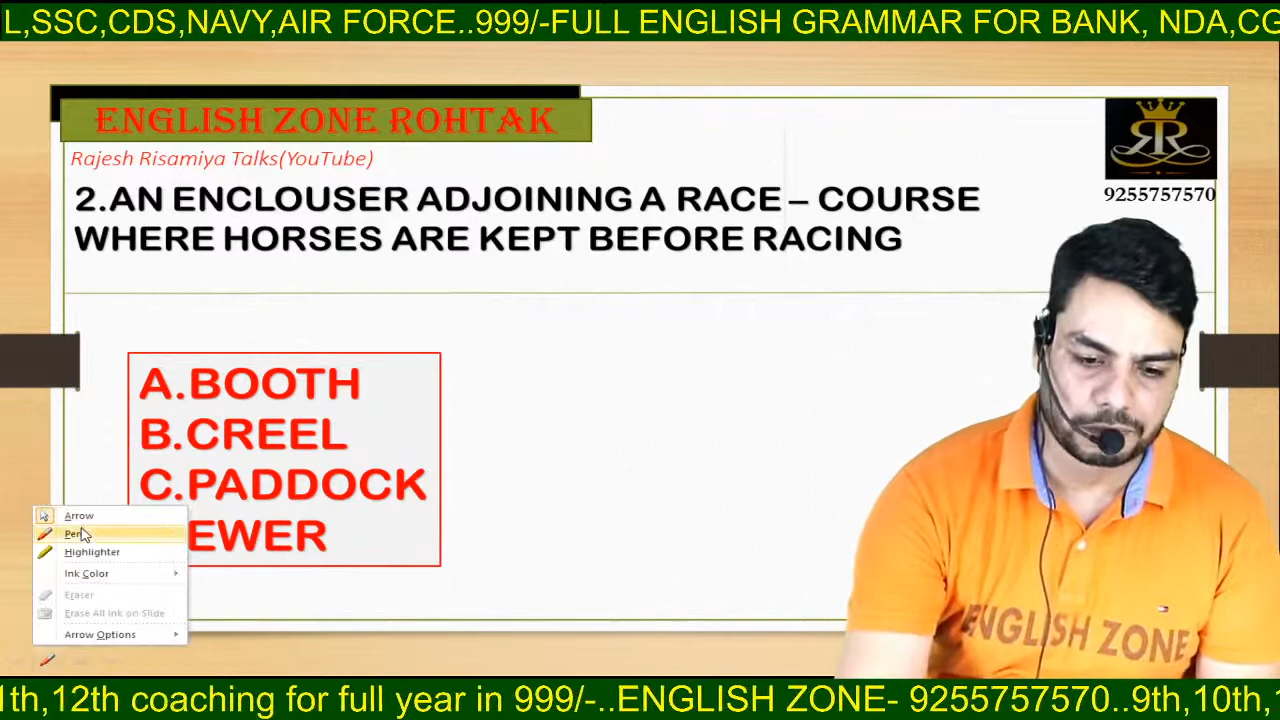 L,SSC,CDS,NAVY,AIR FORCE..999/-FULL ENGLISH GRAMMAR FOR BANK, NDA,CG
ENGLISH ZONE ROHTAK
Rajesh Risamiya Talks(YouTube)
RR
9255757570
2.AN ENCLOUSER ADJOINING A RACE – COURSE
WHERE HORSES ARE KEPT BEFORE RACING
A.BOOTH
B.CREEL
C.PADDOCK
EWER
Arrow
Pen
Highlighter
Ink Color
Eraser
Erase All Ink on Slide
Arrow Options
ENGLISH ZONE
1th,12th coaching for full year in 999/-..ENGLISH ZONE- 9255757570..9th,10th,1